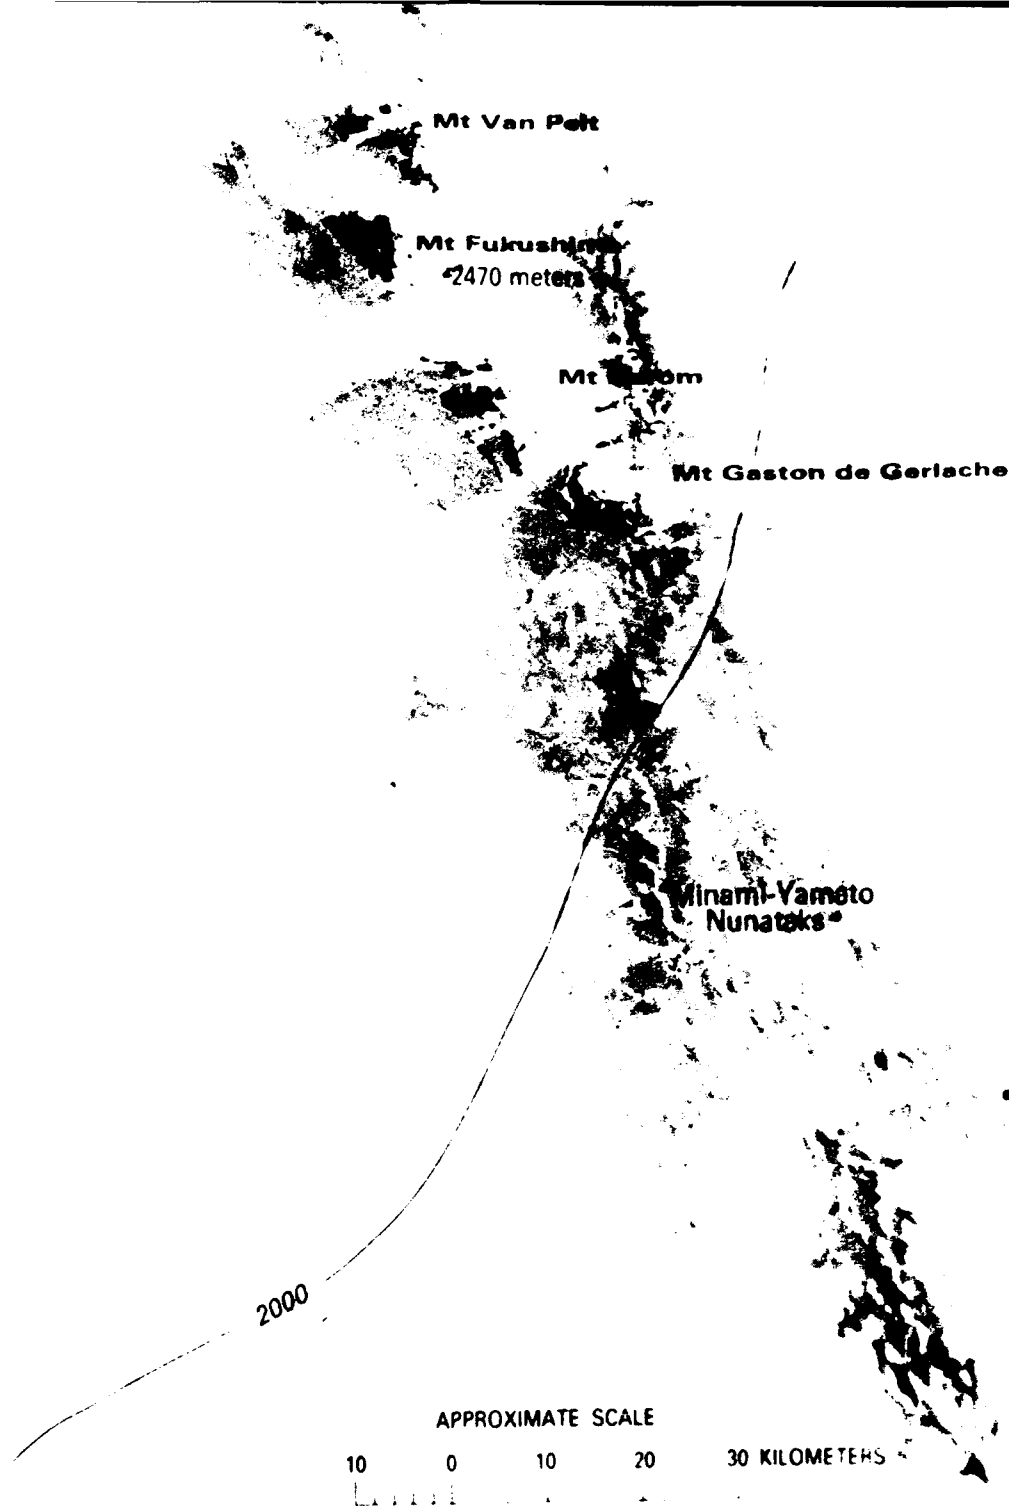 Mt Van Pelt
Mt Fukushima
2470 meters
Mt
Mt Gaston de Gerlache
Minami-Yamato
Nunataks
2000
APPROXIMATE SCALE
10 0 10 20 30 KILOMETERS